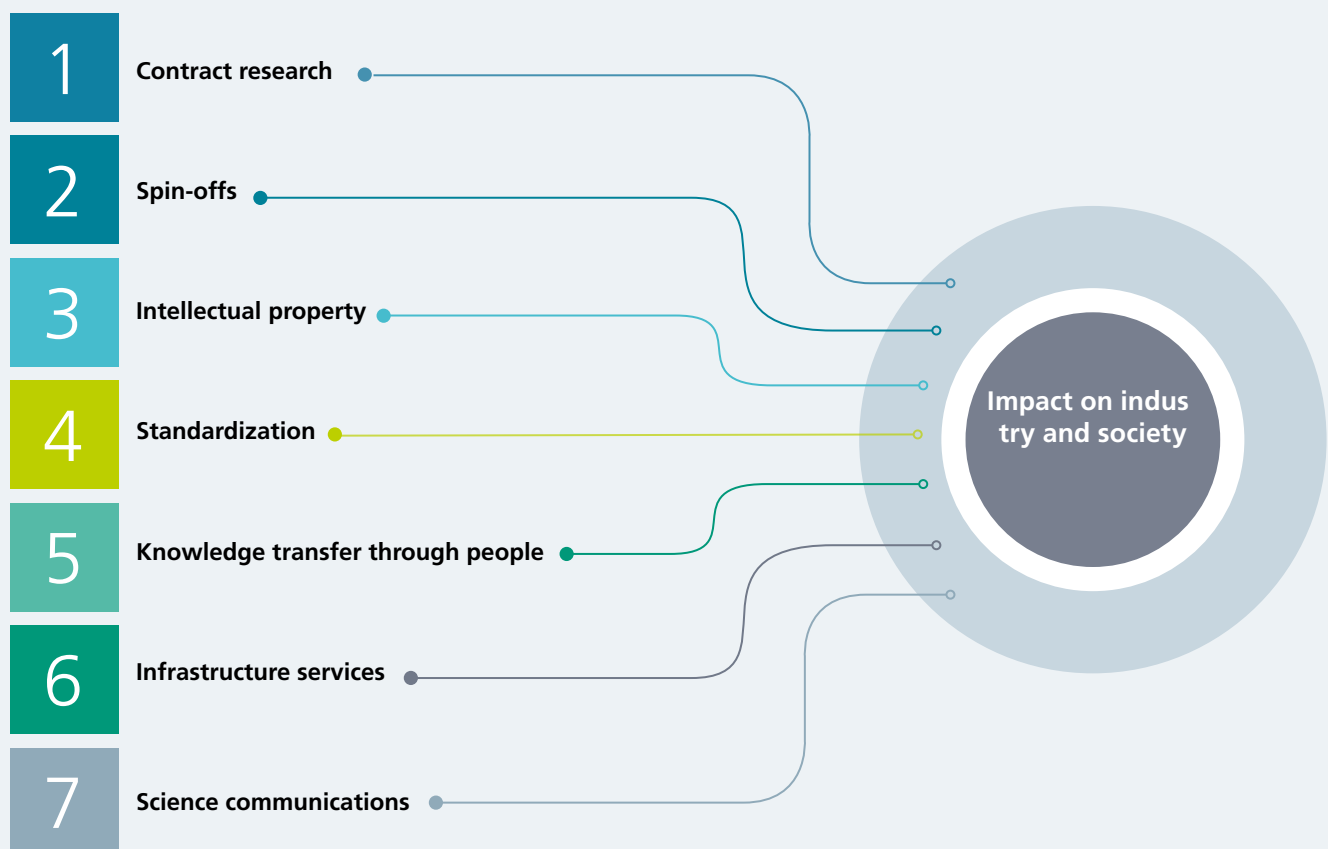 1
Contract research
2
Spin-offs
3
Intellectual property
4
Standardization
5
Knowledge transfer through people
6
Infrastructure services
7
Science communications
Impact on indus
try and society